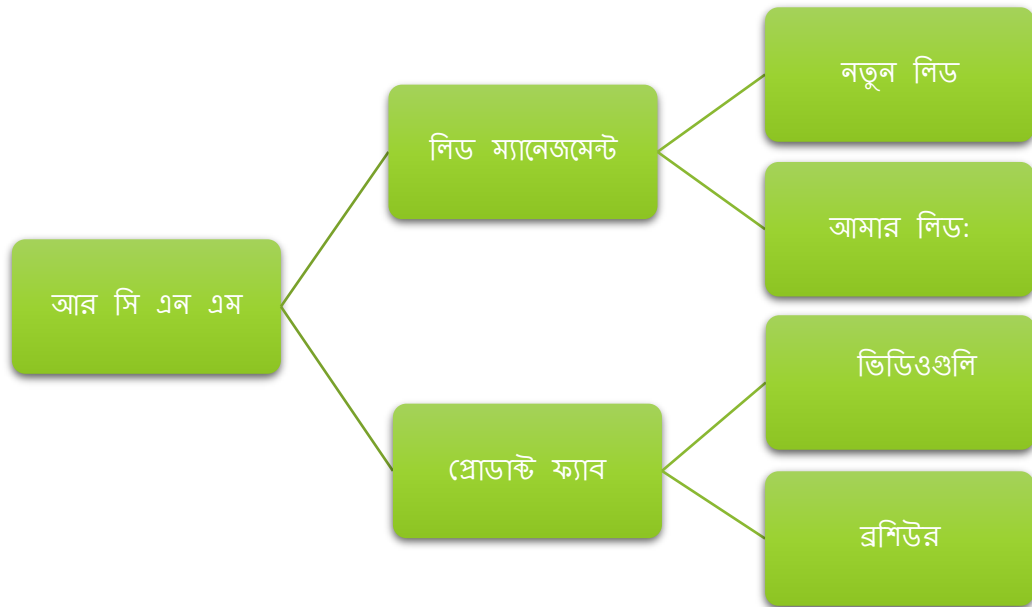 আর সি এন এম
লিড ম্যানেজমেন্ট
নতুন লিড
আমার লিড:
প্রোডাক্ট ফ্যাব
ভিডিওগুলি
ব্রশিউর